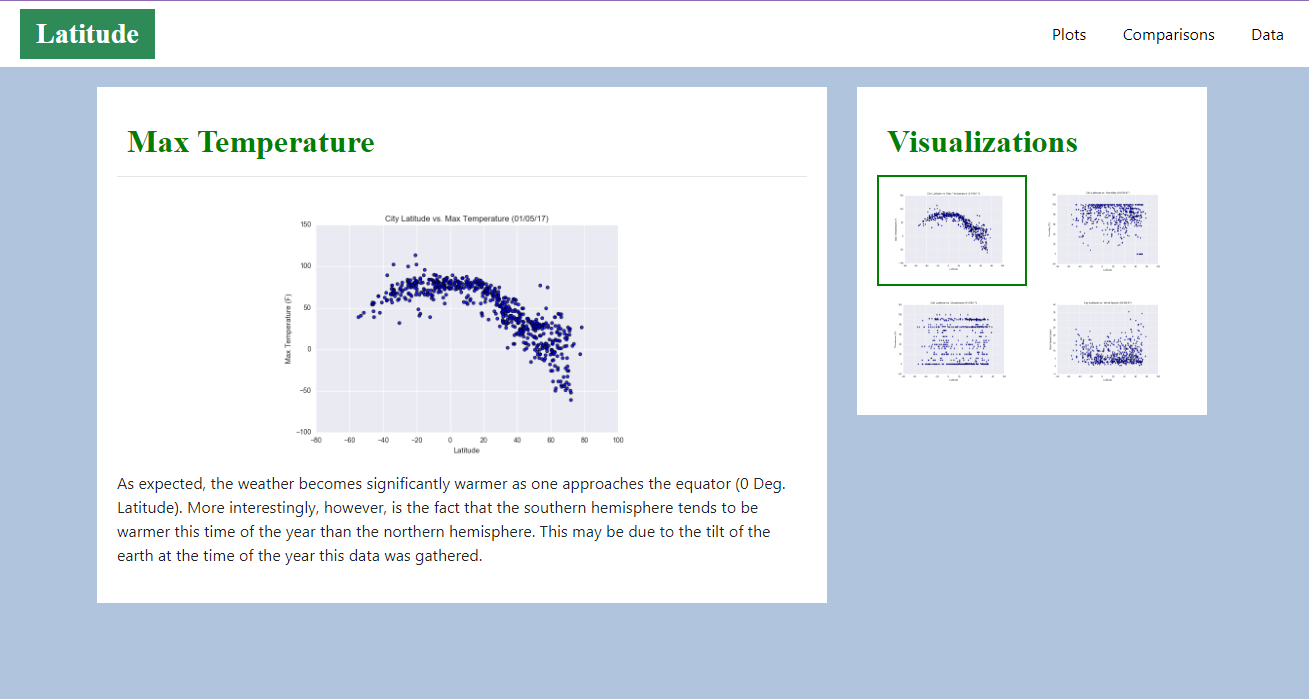 Latitude
Plots
Comparisons
Data
Max Temperature
City Latitude vs. Max Temperature (01/05/17)
150
100
50
0
−50
−100
Max Temperature (F)
−80 −60 −40 −20 0 20 40 60 80 100
Latitude
As expected, the weather becomes significantly warmer as one approaches the equator (0 Deg.
Latitude). More interestingly, however, is the fact that the southern hemisphere tends to be
warmer this time of the year than the northern hemisphere. This may be due to the tilt of the
earth at the time of the year this data was gathered.
Visualizations